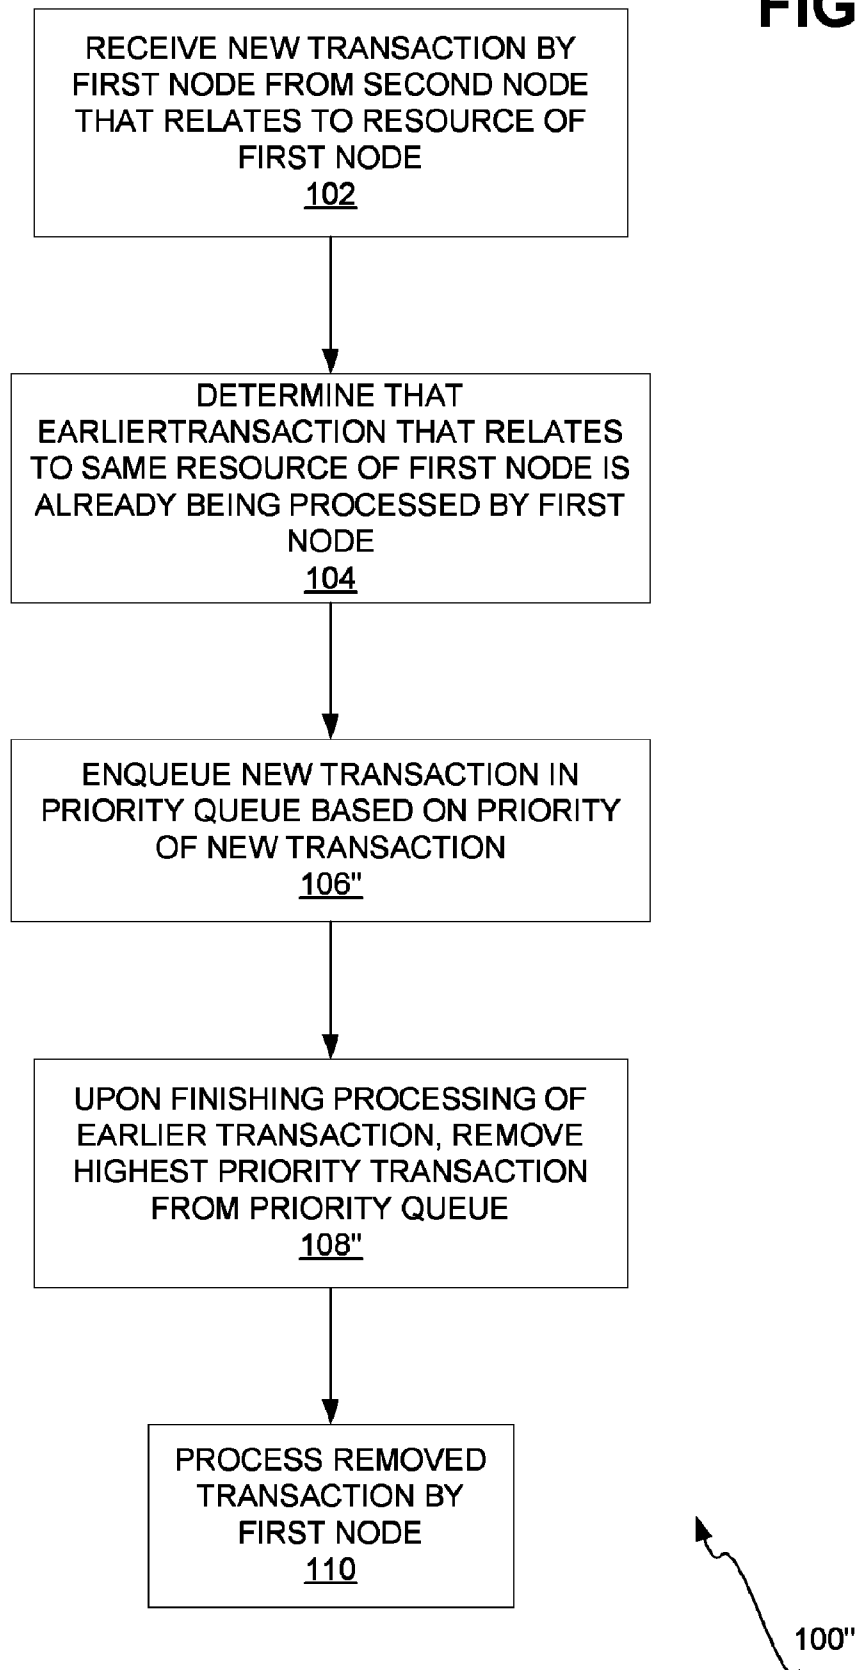 FIG
RECEIVE NEW TRANSACTION BY
FIRST NODE FROM SECOND NODE
THAT RELATES TO RESOURCE OF
FIRST NODE
102
DETERMINE THAT
EARLIERTRANSACTION THAT RELATES
TO SAME RESOURCE OF FIRST NODE IS
ALREADY BEING PROCESSED BY FIRST
NODE
104
ENQUEUE NEW TRANSACTION IN
PRIORITY QUEUE BASED ON PRIORITY
OF NEW TRANSACTION
106"
UPON FINISHING PROCESSING OF
EARLIER TRANSACTION, REMOVE
HIGHEST PRIORITY TRANSACTION
FROM PRIORITY QUEUE
108"
PROCESS REMOVED
TRANSACTION BY
FIRST NODE
110
100"